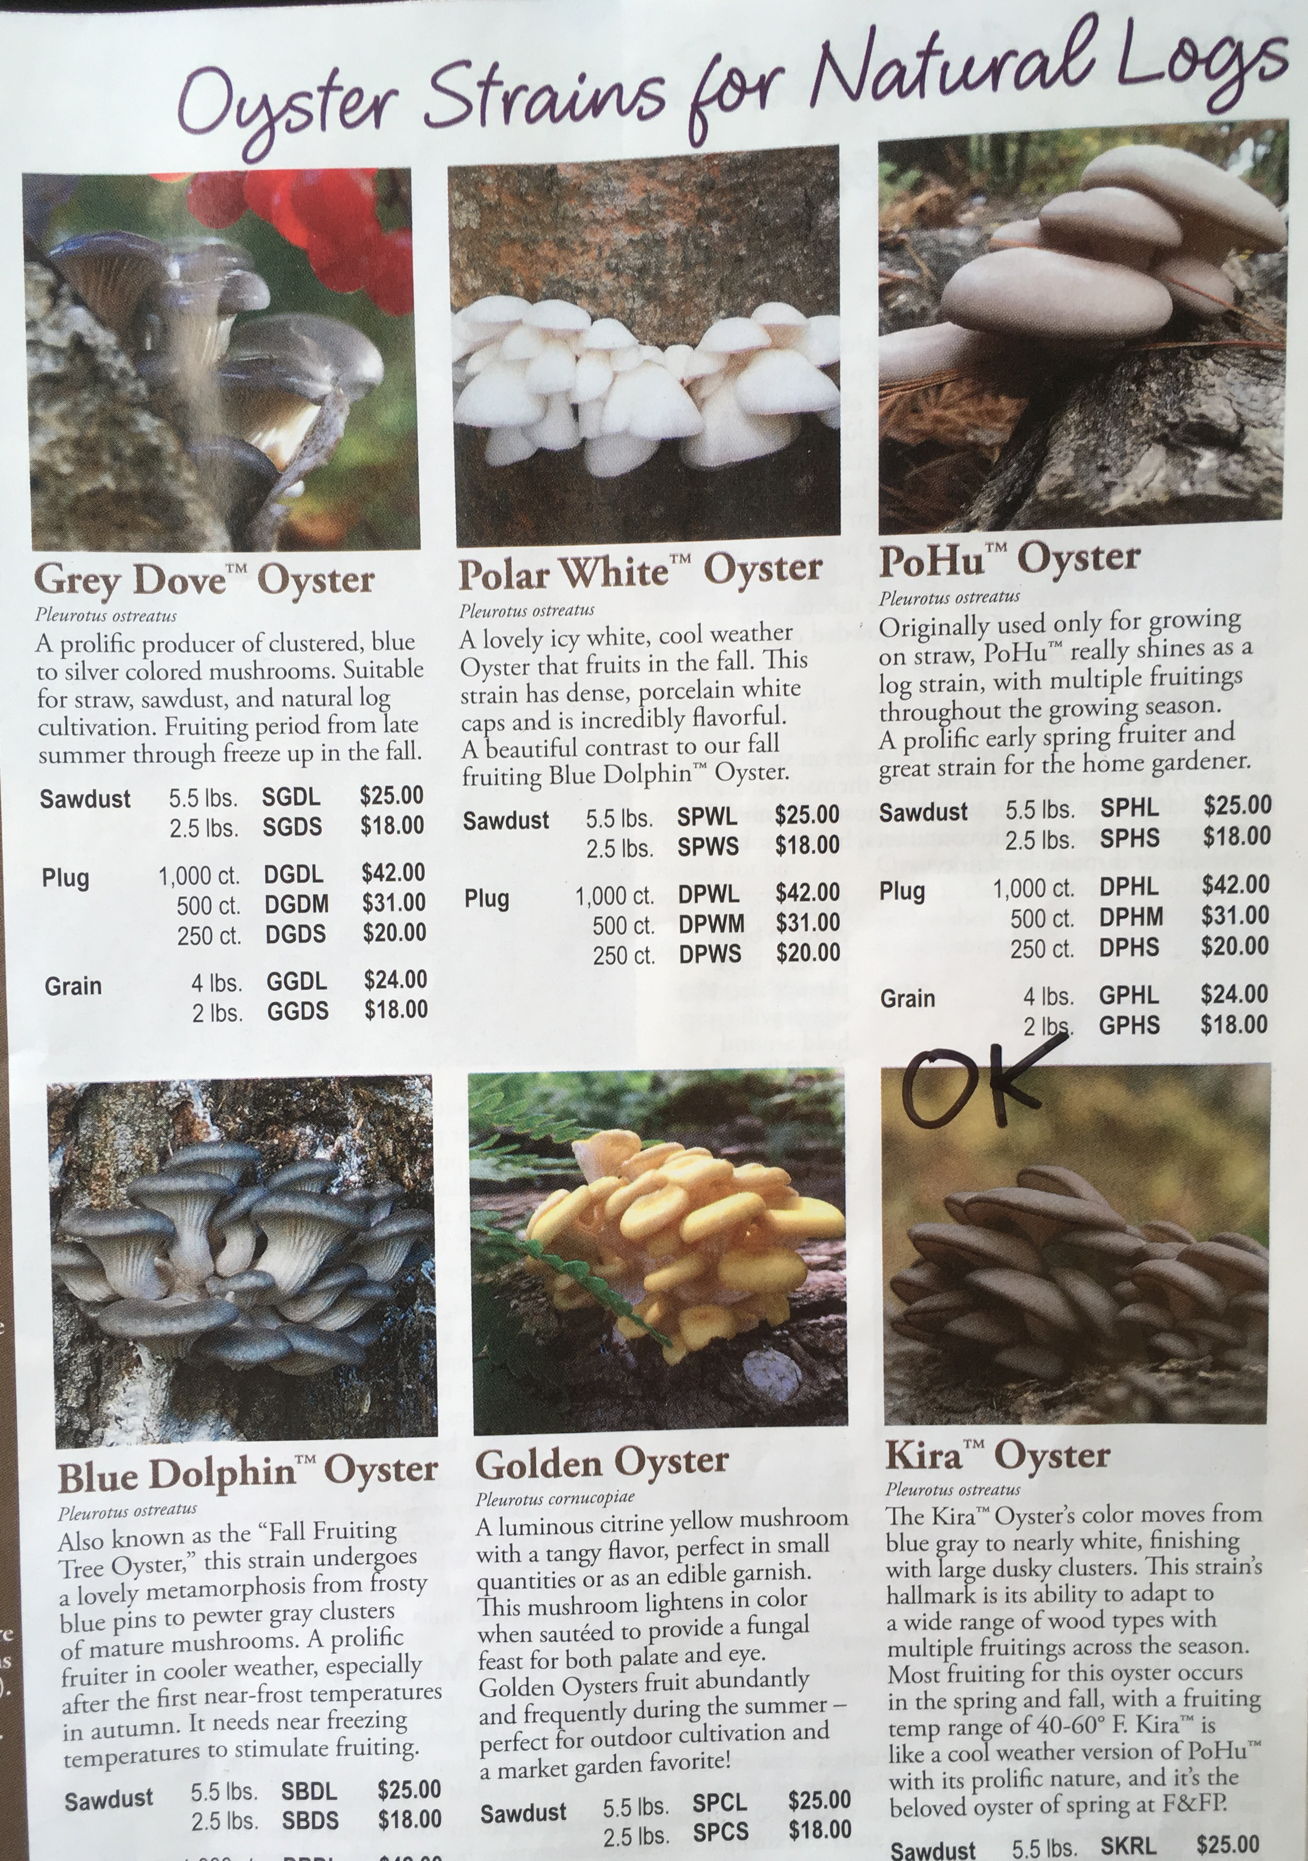 Oyster Strains for Natural Logs
Grey Dove™ Oyster
Pleurotus ostreatus
A prolific producer of clustered, blue
to silver colored mushrooms. Suitable
for straw, sawdust, and natural log
cultivation. Fruiting period from late
summer through freeze up in the fall.
Sawdust 5.5 lbs. SGDL $25.00
2.5 lbs. SGDS $18.00
Plug 1,000 ct. DGDL $42.00
500 ct. DGDM $31.00
250 ct. DGDS $20.00
Grain 4 lbs. GGDL $24.00
2 lbs. GGDS $18.00
Polar White™ Oyster
Pleurotus ostreatus
A lovely icy white, cool weather
Oyster that fruits in the fall. This
strain has dense, porcelain white
caps and is incredibly flavorful.
A beautiful contrast to our fall
fruiting Blue Dolphin™ Oyster.
Sawdust 5.5 lbs. SPWL $25.00
2.5 lbs. SPWS $18.00
Plug 1,000 ct. DPWL $42.00
500 ct. DPWM $31.00
250 ct. DPWS $20.00
PoHu™ Oyster
Pleurotus ostreatus
Originally used only for growing
on straw, PoHu™ really shines as a
log strain, with multiple fruitings
throughout the growing season.
A prolific early spring fruiter and
great strain for the home gardener.
Sawdust 5.5 lbs. SPHL $25.00
2.5 lbs. SPHS $18.00
Plug 1,000 ct. DPHL $42.00
500 ct. DPHM $31.00
250 ct. DPHS $20.00
Grain 4 lbs. GPHL $24.00
2 lbs. GPHS $18.00
OK
Blue Dolphin™ Oyster
Pleurotus ostreatus
Also known as the “Fall Fruiting
Tree Oyster,” this strain undergoes
a lovely metamorphosis from frosty
blue pins to pewter gray clusters
of mature mushrooms. A prolific
fruiter in cooler weather, especially
after the first near-frost temperatures
in autumn. It needs near freezing
temperatures to stimulate fruiting.
Sawdust 5.5 lbs. SBDL $25.00
2.5 lbs. SBDS $18.00
Golden Oyster
Pleurotus cornucopiae
A luminous citrine yellow mushroom
with a tangy flavor, perfect in small
quantities or as an edible garnish.
This mushroom lightens in color
when sautéed to provide a fungal
feast for both palate and eye.
Golden Oysters fruit abundantly
and frequently during the summer –
perfect for outdoor cultivation and
a market garden favorite!
Sawdust 5.5 lbs. SPCL $25.00
2.5 lbs. SPCS $18.00
Kira™ Oyster
Pleurotus ostreatus
The Kira™ Oyster’s color moves from
blue gray to nearly white, finishing
with large dusky clusters. This strain’s
hallmark is its ability to adapt to
a wide range of wood types with
multiple fruitings across the season.
Most fruiting for this oyster occurs
in the spring and fall, with a fruiting
temp range of 40-60° F. Kira™ is
like a cool weather version of PoHu™
with its prolific nature, and it’s the
beloved oyster of spring at F&FP.
Sawdust 5.5 lbs. SKRL $25.00